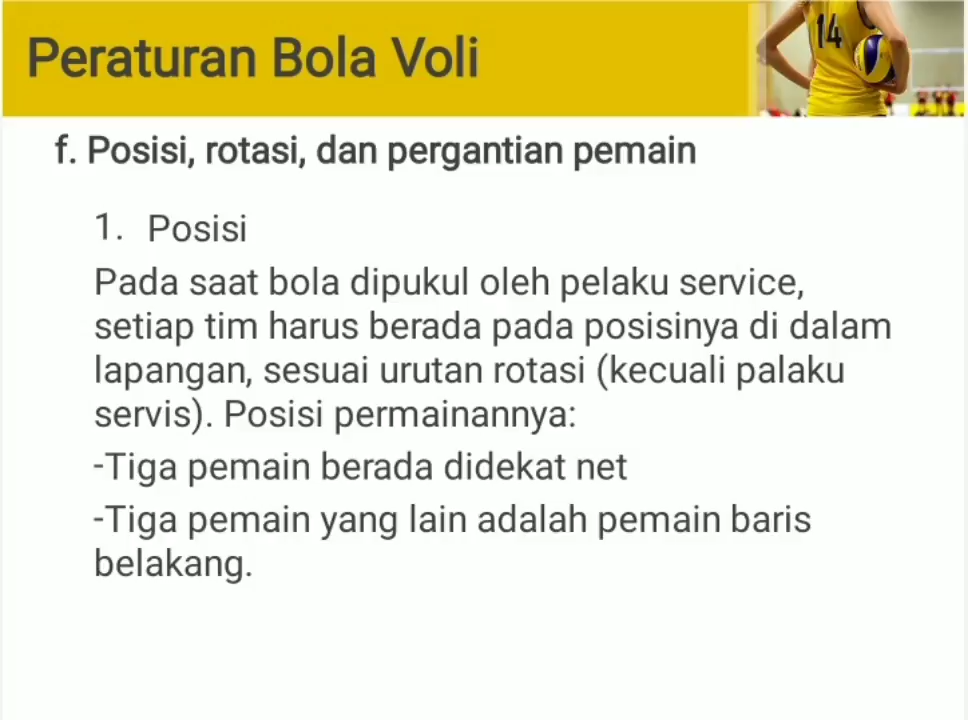 Peraturan Bola Voli
14
f. Posisi, rotasi, dan pergantian pemain
1. Posisi
Pada saat bola dipukul oleh pelaku service,
setiap tim harus berada pada posisinya di dalam
lapangan, sesuai urutan rotasi (kecuali palaku
servis). Posisi permainannya:
-Tiga pemain berada didekat net
-Tiga pemain yang lain adalah pemain baris
belakang.